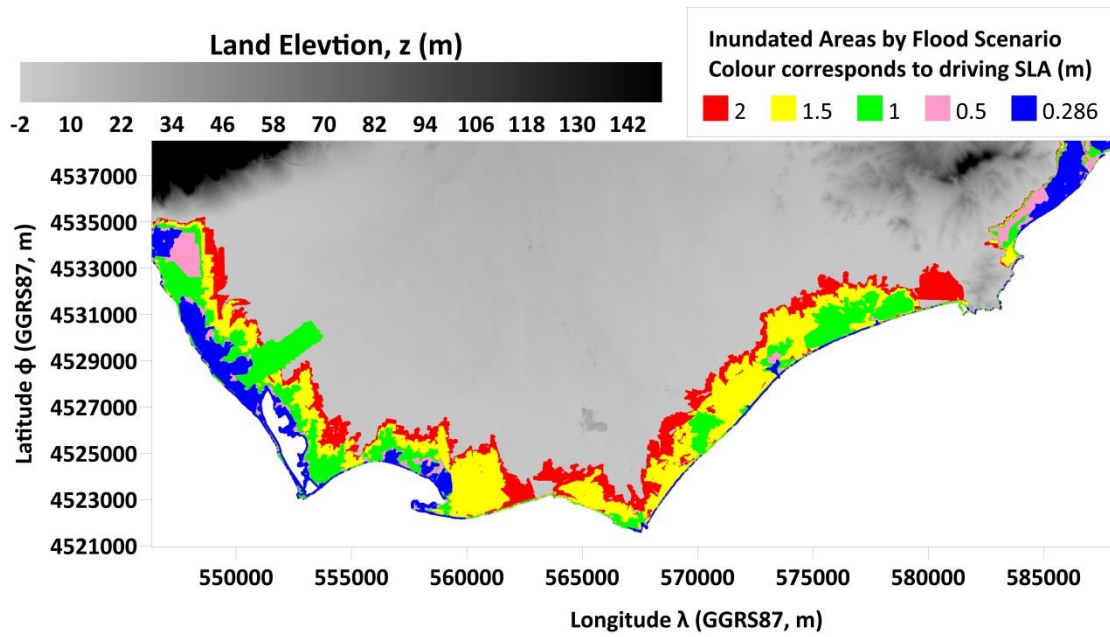 Land Elevtion, z (m)
-2 10 22 34 46 58 70 82 94 106 118 130 142
Inundated Areas by Flood Scenario
Colour corresponds to driving SLA (m)
2 1.5 1 0.5 0.286
Latitude ϕ (GGRS87, m)
4537000
4535000
4533000
4531000
4529000
4527000
4525000
4523000
4521000
550000 555000 560000 565000 570000 575000 580000 585000
Longitude λ (GGRS87, m)